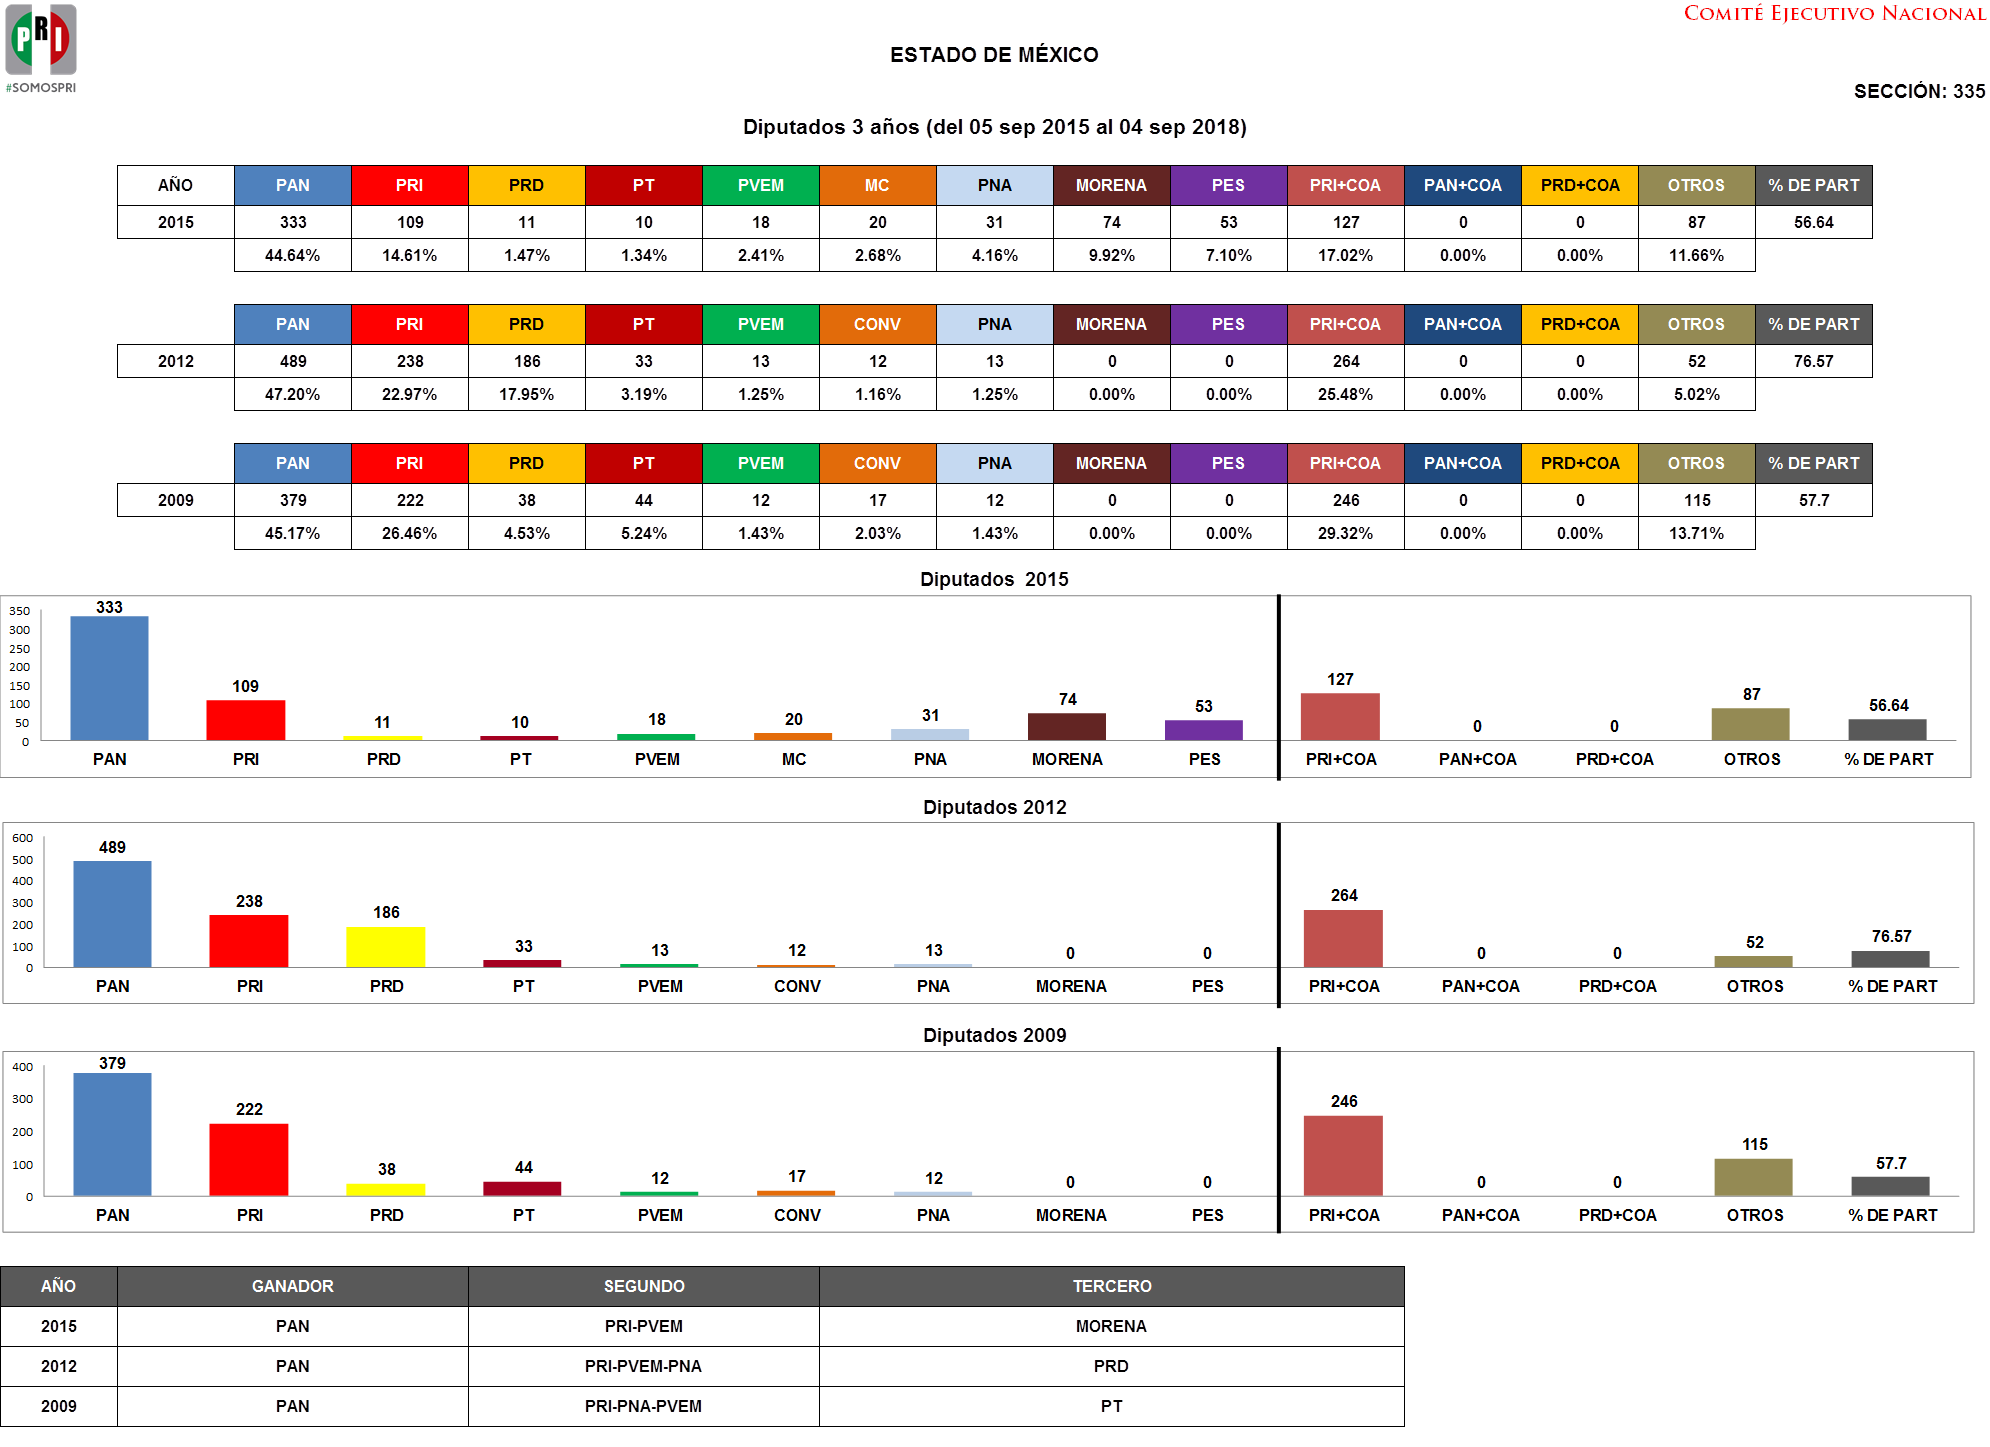 PRI
#SOMOSPRI
COMITÉ EJECUTIVO NACIONAL
ESTADO DE MÉXICO
SECCIÓN: 335
Diputados 3 años (del 05 sep 2015 al 04 sep 2018)
AÑO PAN PRI PRD PT PVEM MC PNA MORENA PES PRI+COA PAN+COA PRD+COA OTROS % DE PART
2015 333 109 11 10 18 20 31 74 53 127 0 0 87 56.64
44.64% 14.61% 1.47% 1.34% 2.41% 2.68% 4.16% 9.92% 7.10% 17.02% 0.00% 0.00% 11.66%
PAN PRI PRD PT PVEM CONV PNA MORENA PES PRI+COA PAN+COA PRD+COA OTROS % DE PART
2012 489 238 186 33 13 12 13 0 0 264 0 0 52 76.57
47.20% 22.97% 17.95% 3.19% 1.25% 1.16% 1.25% 0.00% 0.00% 25.48% 0.00% 0.00% 5.02%
PAN PRI PRD PT PVEM CONV PNA MORENA PES PRI+COA PAN+COA PRD+COA OTROS % DE PART
2009 379 222 38 44 12 17 12 0 0 246 0 0 115 57.7
45.17% 26.46% 4.53% 5.24% 1.43% 2.03% 1.43% 0.00% 0.00% 29.32% 0.00% 0.00% 13.71%
Diputados 2015
350
300
250
200
150
100
50
0
333 109 11 10 18 20 31 74 53 127 0 0 87 56.64
PAN PRI PRD PT PVEM MC PNA MORENA PES PRI+COA PAN+COA PRD+COA OTROS % DE PART
Diputados 2012
600
500
400
300
200
100
0
489 238 186 33 13 12 13 0 0 264 0 0 52 76.57
PAN PRI PRD PT PVEM CONV PNA MORENA PES PRI+COA PAN+COA PRD+COA OTROS % DE PART
Diputados 2009
400
300
200
100
0
379 222 38 44 12 17 12 0 0 246 0 0 115 57.7
PAN PRI PRD PT PVEM CONV PNA MORENA PES PRI+COA PAN+COA PRD+COA OTROS % DE PART
AÑO GANADOR SEGUNDO TERCERO
2015 PAN PRI-PVEM MORENA
2012 PAN PRI-PVEM-PNA PRD
2009 PAN PRI-PNA-PVEM PT